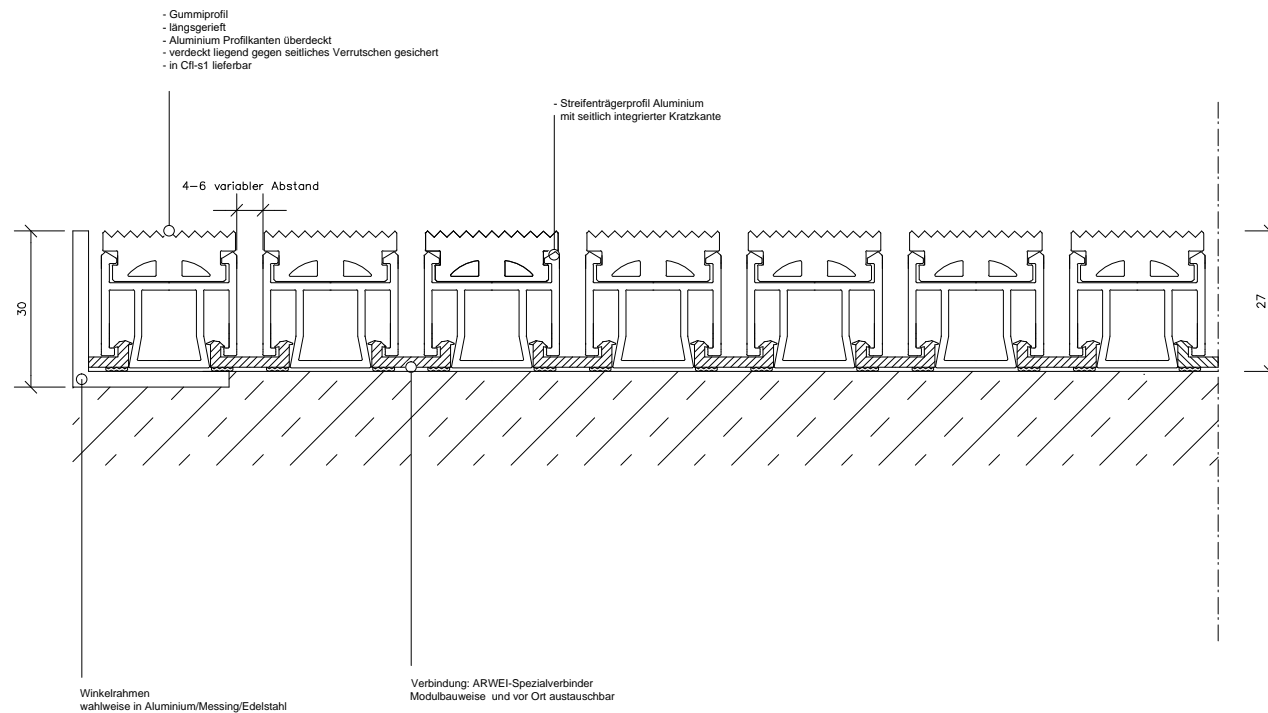 - Gummiprofil
- längsgerieft
- Aluminium Profilkanten überdeckt
- verdeckt liegend gegen seitliches Verrutschen gesichert
- in Cfl-s1 lieferbar
- Streifenträgerprofil Aluminium
mit seitlich integrierter Kratzkante
4-6 variabler Abstand
30
27
Winkelrahmen
wahlweise in Aluminium/Messing/Edelstahl
Verbindung: ARWEI-Spezialverbinder
Modulbauweise und vor Ort austauschbar